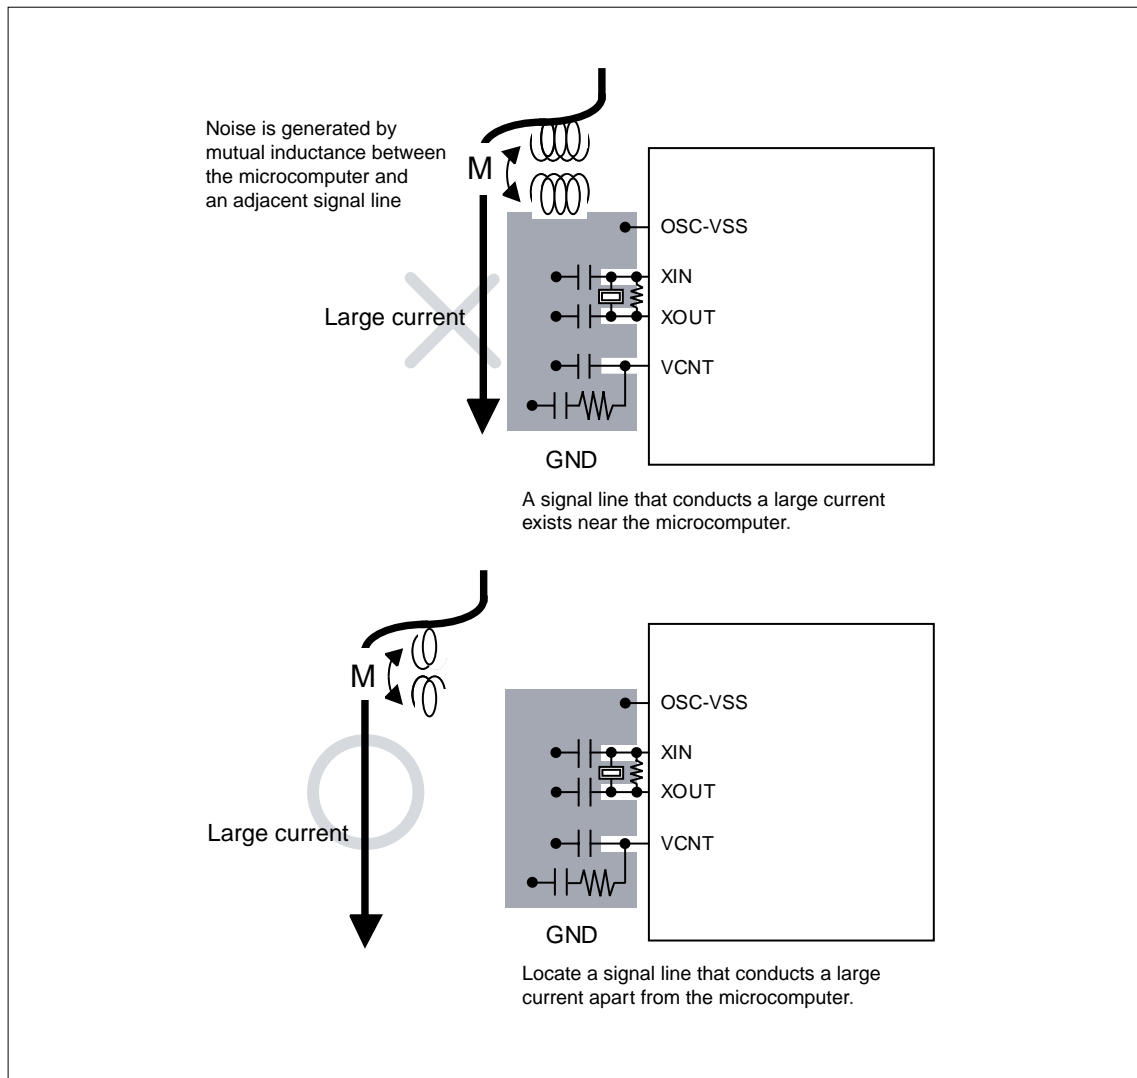 Noise is generated by
mutual inductance between
the microcomputer and
an adjacent signal line
M
OSC-VSS
XIN
XOUT
VCNT
Large current
GND
A signal line that conducts a large current
exists near the microcomputer.
M
OSC-VSS
XIN
XOUT
VCNT
Large current
GND
Locate a signal line that conducts a large
current apart from the microcomputer.